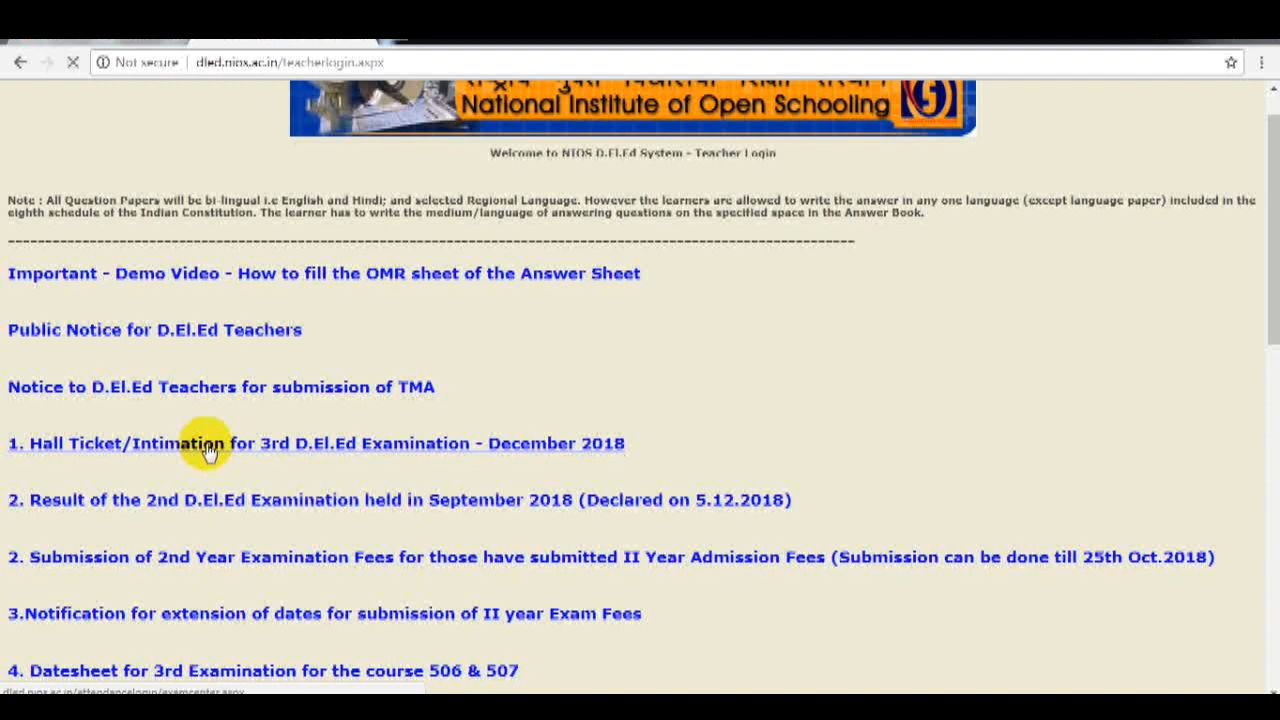 Not secure
dled.nios.ac.in/teacherlogin.aspx
National Institute of Open Schooling
Welcome to NIOS D.El.Ed System - Teacher Login
Note : All Question Papers will be bi-lingual i.e English and Hindi; and selected Regional Language. However the learners are allowed to write the answer in any one language (except language paper) included in the
eighth schedule of the Indian Constitution. The learner has to write the medium/language of answering questions on the specified space in the Answer Book.
Important - Demo Video - How to fill the OMR sheet of the Answer Sheet
Public Notice for D.El.Ed Teachers
Notice to D.El.Ed Teachers for submission of TMA
1. Hall Ticket/Intimation for 3rd D.El.Ed Examination - December 2018
2. Result of the 2nd D.El.Ed Examination held in September 2018 (Declared on 5.12.2018)
2. Submission of 2nd Year Examination Fees for those have submitted II Year Admission Fees (Submission can be done till 25th Oct.2018)
3.Notification for extension of dates for submission of II year Exam Fees
4. Datesheet for 3rd Examination for the course 506 & 507
dled.nios.ac.in/attendancelogin/examcenter.aspx